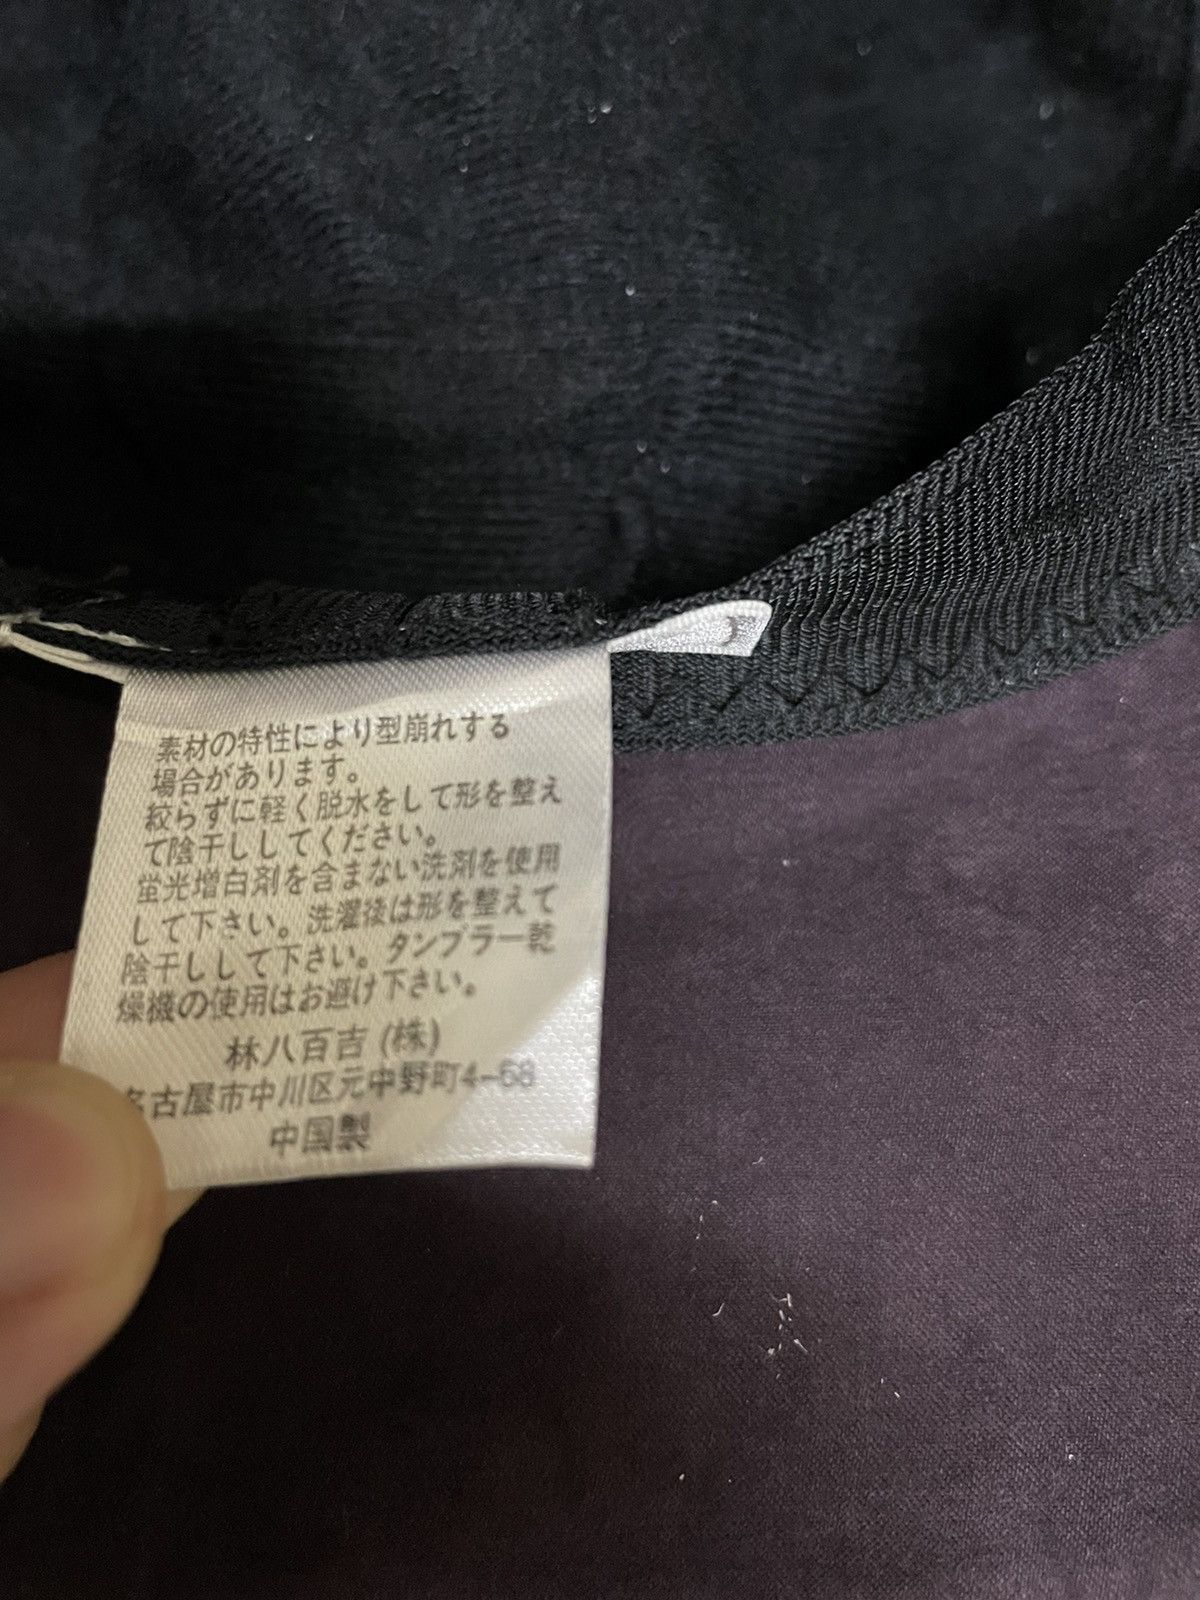 素材の特性により型崩れする
場合があります。
絞らずに軽く脱水をして形を整え
て陰干ししてください。
蛍光増白剤を含まない洗剤を使用
して下さい。洗濯後は形を整えて
陰干しして下さい。タンブラー乾
燥機の使用はお避け下さい。
林八百吉 (株)
名古屋市中川区元中野町4-68
中国製